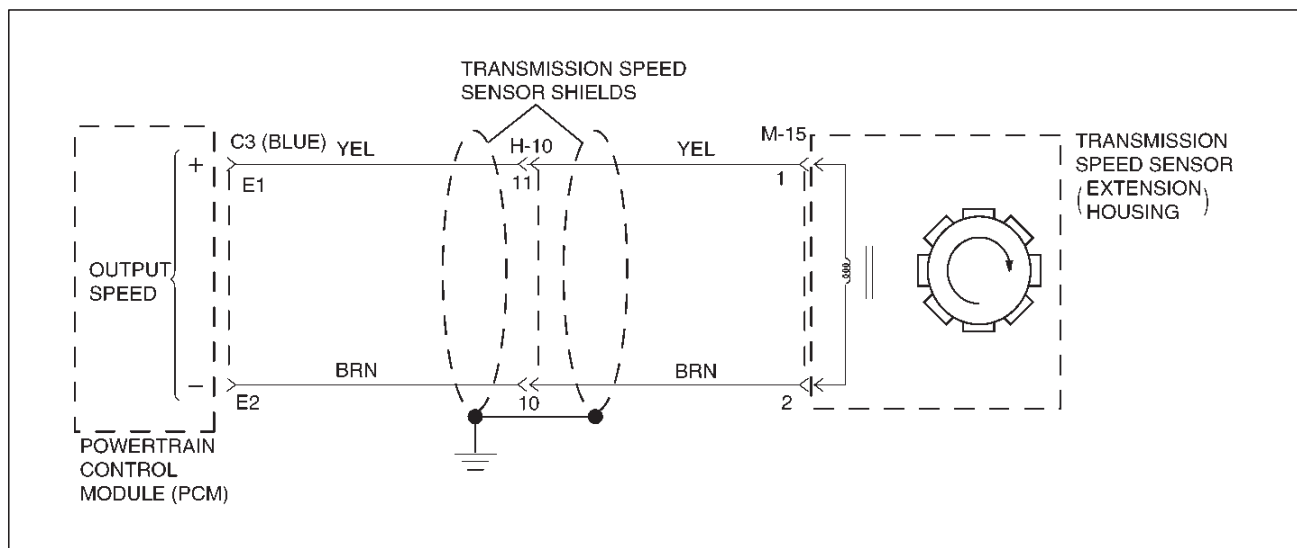 TRANSMISSION SPEED
SENSOR SHIELDS
C3 (BLUE)
YEL
H-10
YEL
M-15
TRANSMISSION
SPEED SENSOR
(EXTENSION
HOUSING)
+
E1
11
1
OUTPUT
SPEED
BRN
BRN
−
E2
10
2
POWERTRAIN
CONTROL
MODULE (PCM)